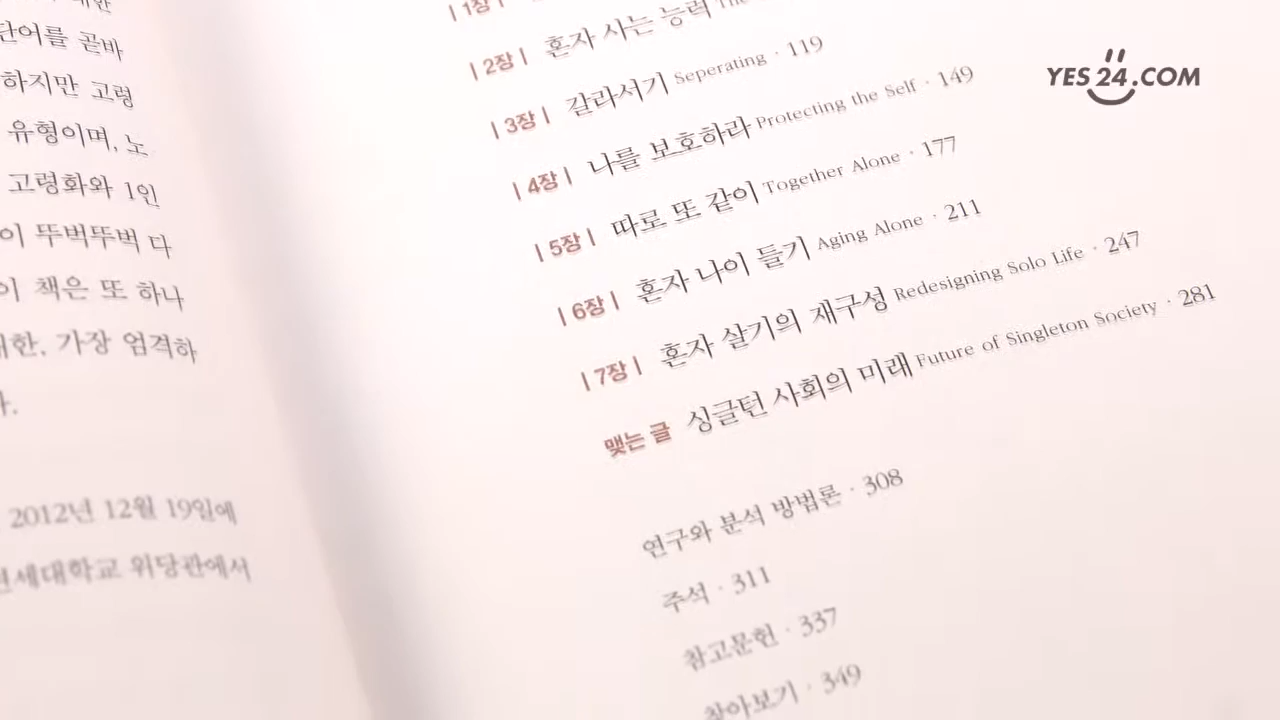 단어를 곧바
하지만 고령
유형이며, 노
고령화와 1인
이 뚜벅뚜벅 다
이 책은 또 하나
대한, 가장 엄격하
2012년 12월 19일에
연세대학교 위당관에서
| 1장 |
| 2장 | 혼자 사는 능력
| 3장 | 갈라서기 Seperating · 119
| 4장 | 나를 보호하라 Protecting the Self · 149
| 5장 | 따로 또 같이 Together Alone · 177
| 6장 | 혼자 나이 들기 Aging Alone · 211
| 7장 | 혼자 살기의 재구성 Redesigning Solo Life · 247
맺는 글 싱글턴 사회의 미래 Future of Singleton Society · 281
연구와 분석 방법론 · 308
주석 · 311
참고문헌 · 337
찾아보기 · 349
YES24.COM